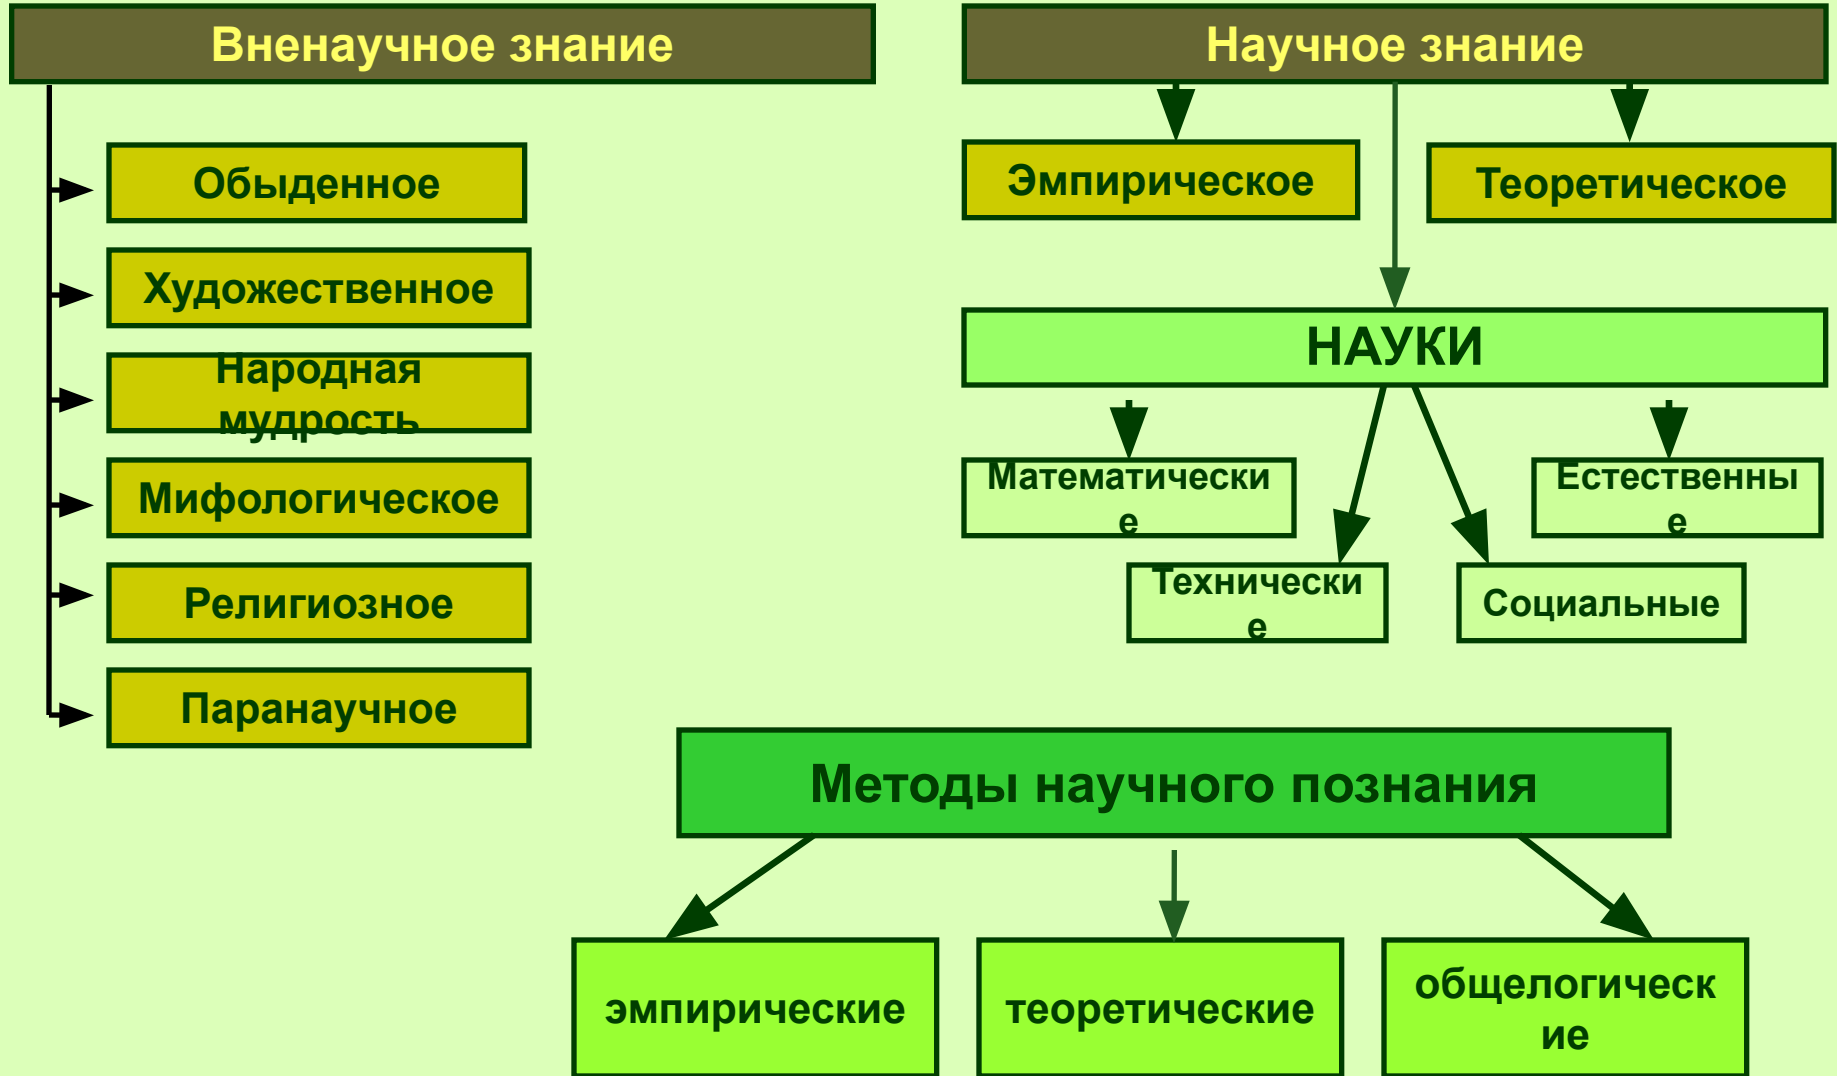 Вненаучное знание
Обыденное
Художественное
Народная
мудрость
Мифологическое
Религиозное
Паранаучное
Научное знание
Эмпирическое
Теоретическое
НАУКИ
Математически
е
Естественны
е
Технически
е
Социальные
Методы научного познания
эмпирические
теоретические
общелогическ
ие